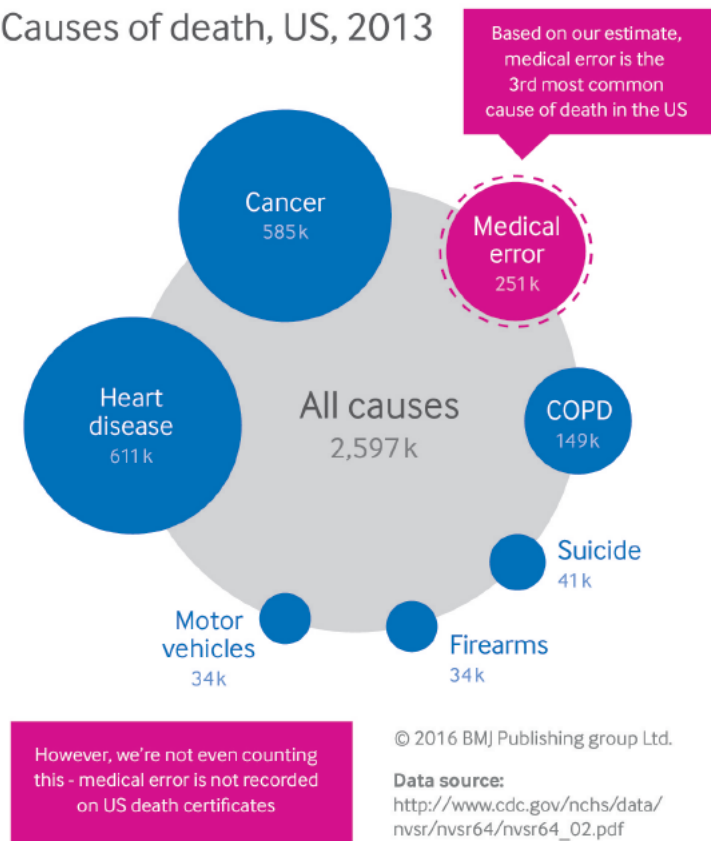 Causes of death, US, 2013
Based on our estimate,
medical error is the
3rd most common
cause of death in the US
Cancer
585k
Medical
error
251k
Heart
disease
611k
All causes
2,597k
COPD
149k
Suicide
41k
Motor
vehicles
34k
Firearms
34k
However, we're not even counting
this - medical error is not recorded
on US death certificates
© 2016 BMJ Publishing group Ltd.
Data source:
http://www.cdc.gov/nchs/data/
nvsr/nvsr64/nvsr64_02.pdf